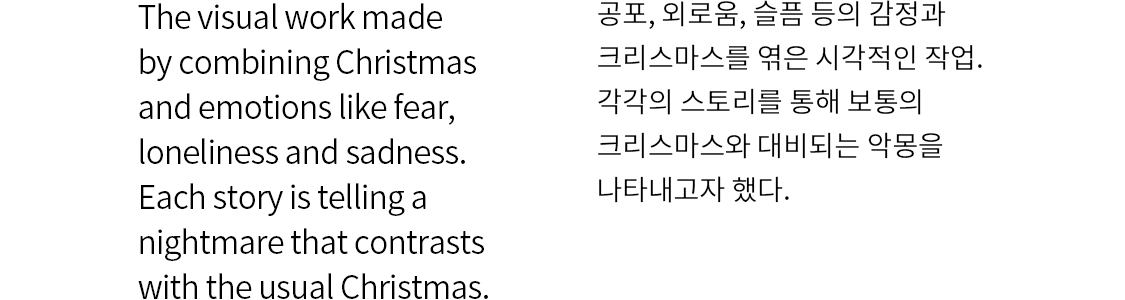 The visual work made
by combining Christmas
and emotions like fear,
loneliness and sadness.
Each story is telling a
nightmare that contrasts
with the usual Christmas.
공포, 외로움, 슬픔 등의 감정과
크리스마스를 엮은 시각적인 작업.
각각의 스토리를 통해 보통의
크리스마스와 대비되는 악몽을
나타내고자 했다.